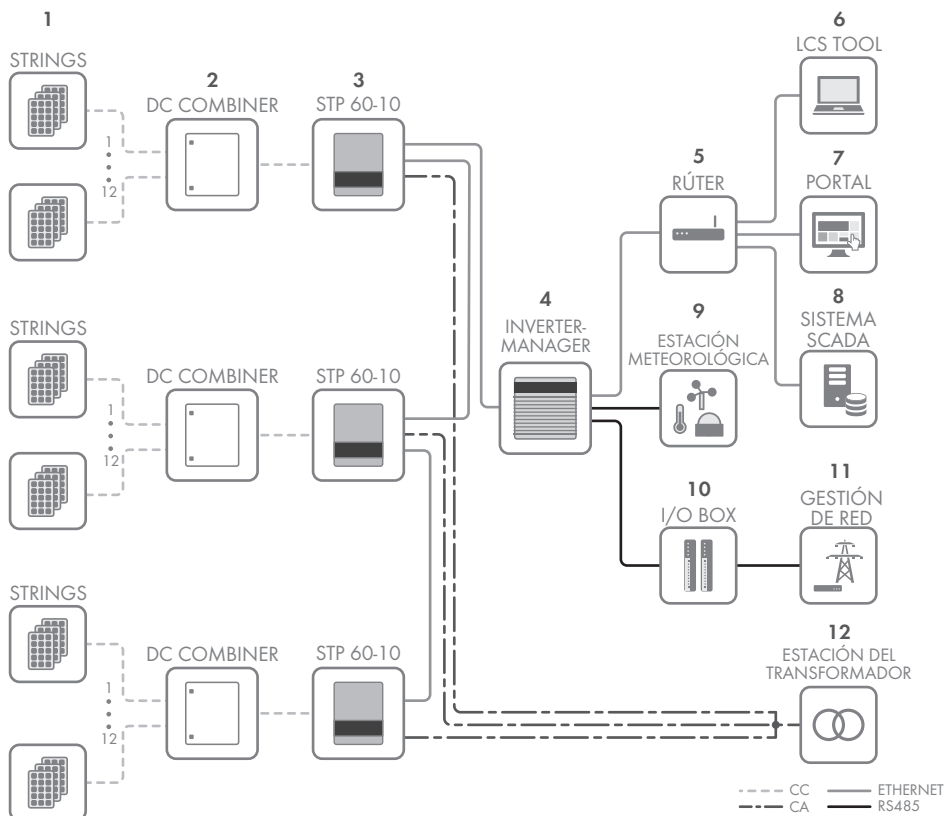 1
STRINGS
2
DC COMBINER
3
STP 60-10
1
12
4
INVERTER-
MANAGER
5
RÚTER
6
LCS TOOL
7
PORTAL
8
SISTEMA
SCADA
9
ESTACIÓN
METEOROLÓGICA
10
I/O BOX
11
GESTIÓN
DE RED
12
ESTACIÓN DEL
TRANSFORMADOR
STRINGS
DC COMBINER
STP 60-10
1
12
STRINGS
DC COMBINER
STP 60-10
1
12
CC
ETHERNET
CA
RS485